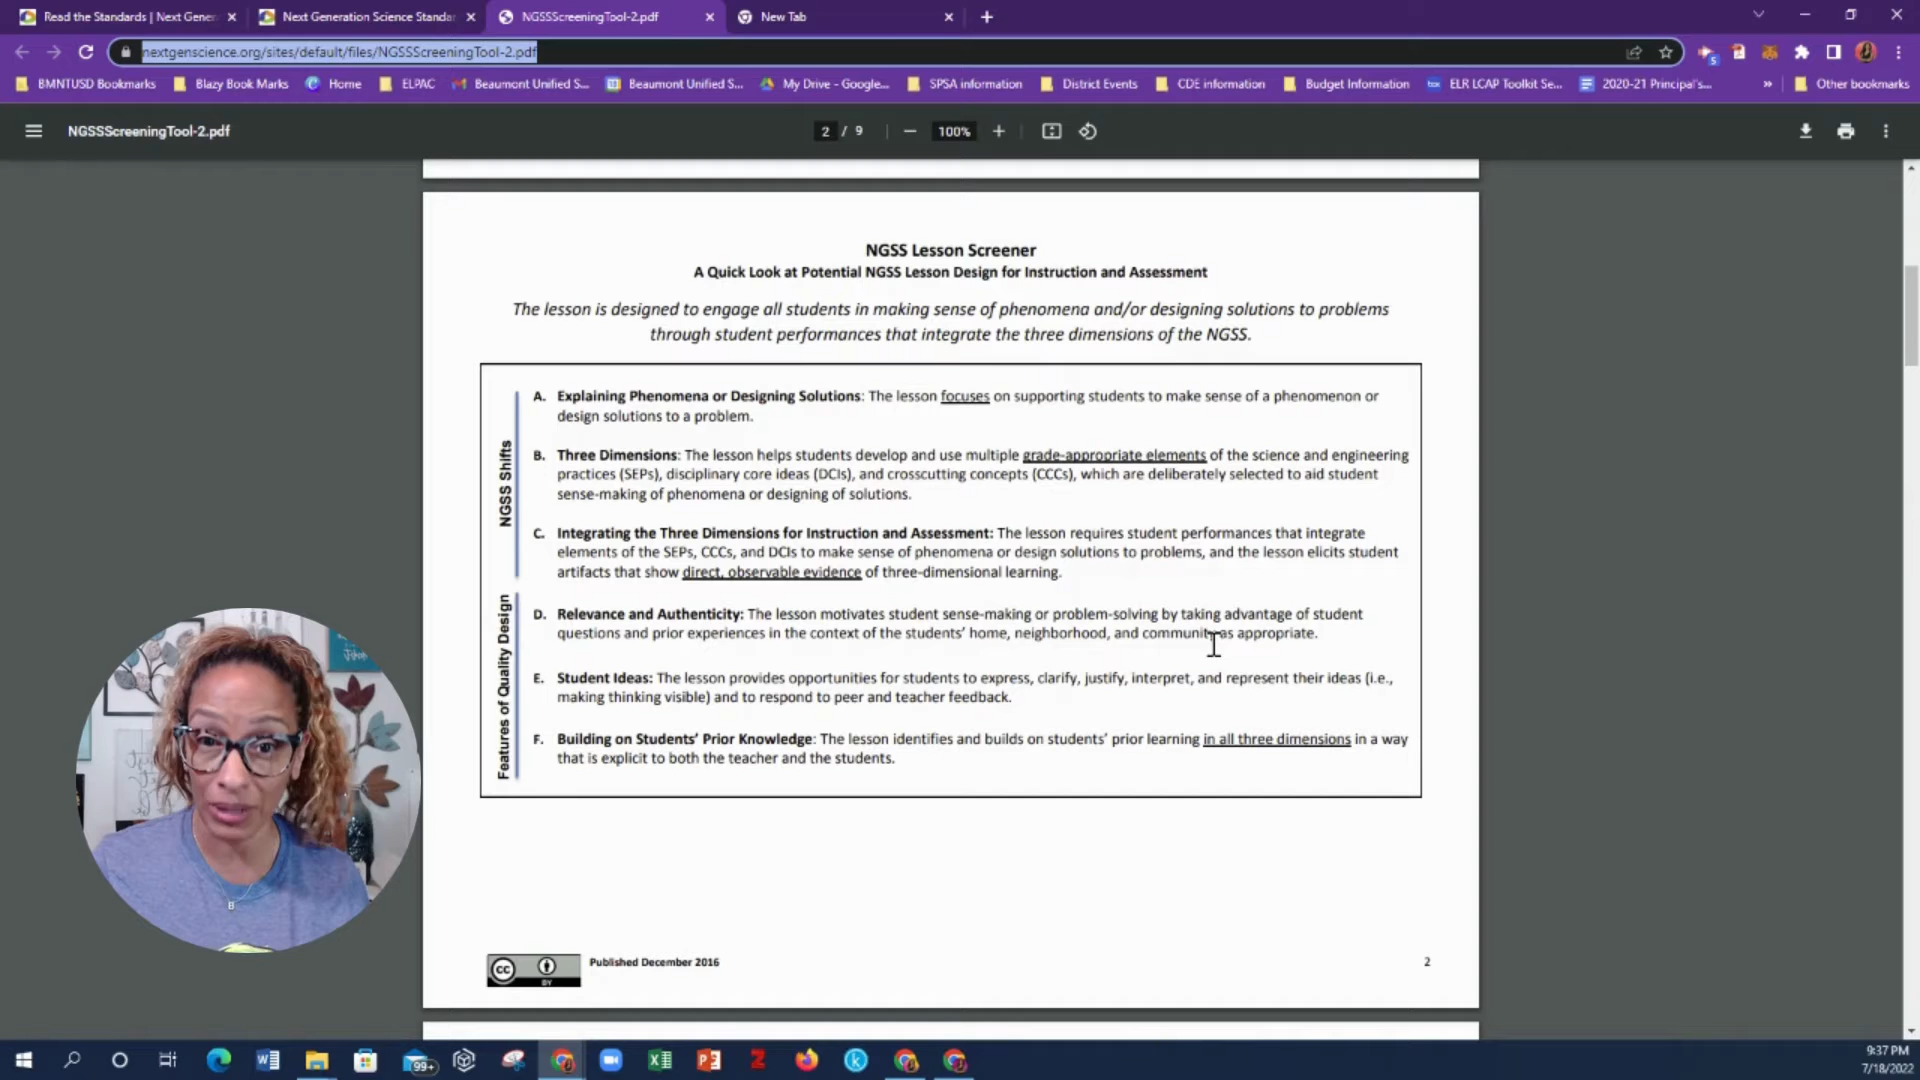 Read the Standards | Next Gener
Next Generation Science Standar
NGSSScreeningTool-2.pdf
New Tab
nextgenscience.org/sites/default/files/NGSSScreeningTool-2.pdf
BMNTUSD Bookmarks
Blazy Book Marks
Home
ELPAC
Beaumont Unified S...
Beaumont Unified S...
My Drive - Google...
SPSA information
District Events
CDE information
Budget Information
ELR LCAP Toolkit Se...
2020-21 Principal's...
»
Other bookmarks
NGSSScreeningTool-2.pdf
2 / 9
100%
NGSS Lesson Screener
A Quick Look at Potential NGSS Lesson Design for Instruction and Assessment
The lesson is designed to engage all students in making sense of phenomena and/or designing solutions to problems
through student performances that integrate the three dimensions of the NGSS.
NGSS Shifts
A. Explaining Phenomena or Designing Solutions: The lesson focuses on supporting students to make sense of a phenomenon or
design solutions to a problem.
B. Three Dimensions: The lesson helps students develop and use multiple grade-appropriate elements of the science and engineering
practices (SEPs), disciplinary core ideas (DCIs), and crosscutting concepts (CCCs), which are deliberately selected to aid student
sense-making of phenomena or designing of solutions.
C. Integrating the Three Dimensions for Instruction and Assessment: The lesson requires student performances that integrate
elements of the SEPs, CCCs, and DCIs to make sense of phenomena or design solutions to problems, and the lesson elicits student
artifacts that show direct, observable evidence of three-dimensional learning.
Features of Quality Design
D. Relevance and Authenticity: The lesson motivates student sense-making or problem-solving by taking advantage of student
questions and prior experiences in the context of the students' home, neighborhood, and community as appropriate.
E. Student Ideas: The lesson provides opportunities for students to express, clarify, justify, interpret, and represent their ideas (i.e.,
making thinking visible) and to respond to peer and teacher feedback.
F. Building on Students' Prior Knowledge: The lesson identifies and builds on students' prior learning in all three dimensions in a way
that is explicit to both the teacher and the students.
cc
BY
Published December 2016
2
B
99+
9:37 PM
7/18/2022